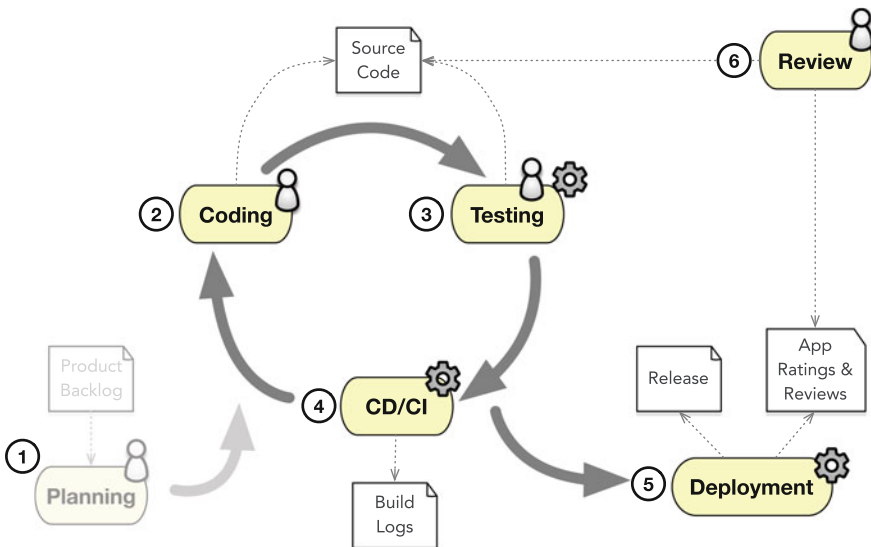 Source
Code
6
Review
2
Coding
3
Testing
Product
Backlog
4
CD/CI
Release
App
Ratings &
Reviews
1
Planning
Build
Logs
5
Deployment